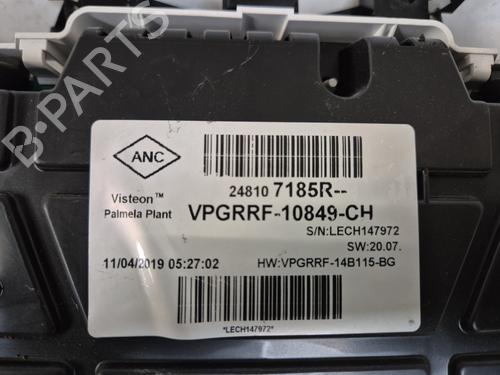 B-PARTS
ANC
24810 7185R--
Visteon™
Palmela Plant
VPGRRF-10849-CH
S/N:LECH147972
SW:20.07.
11/04/2019 05:27:02
HW:VPGRRF-14B115-BG
*LECH147972*